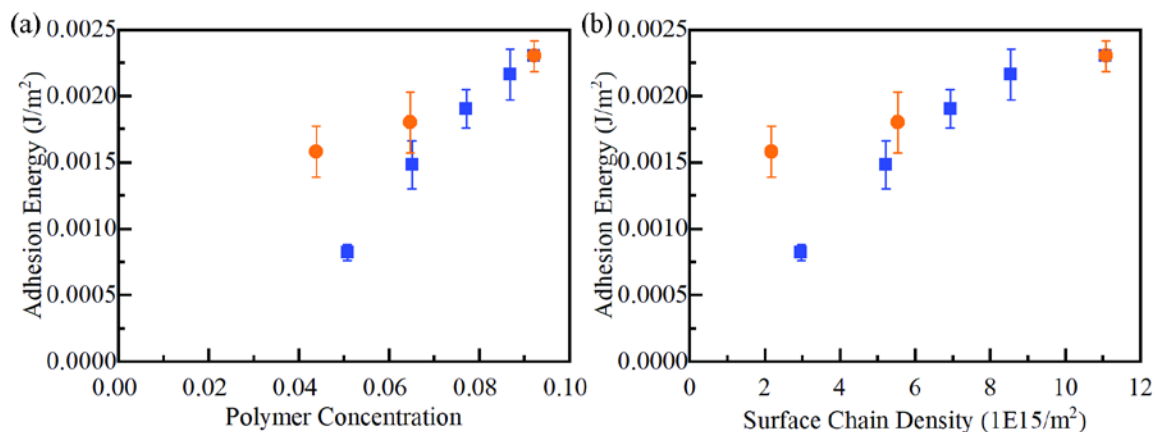 (a)
Adhesion Energy (J/m²)
0.0025
0.0020
0.0015
0.0010
0.0005
0.0000
0.00 0.02 0.04 0.06 0.08 0.10
Polymer Concentration
(b)
Adhesion Energy (J/m²)
0.0025
0.0020
0.0015
0.0010
0.0005
0.0000
0 2 4 6 8 10 12
Surface Chain Density (1E15/m²)